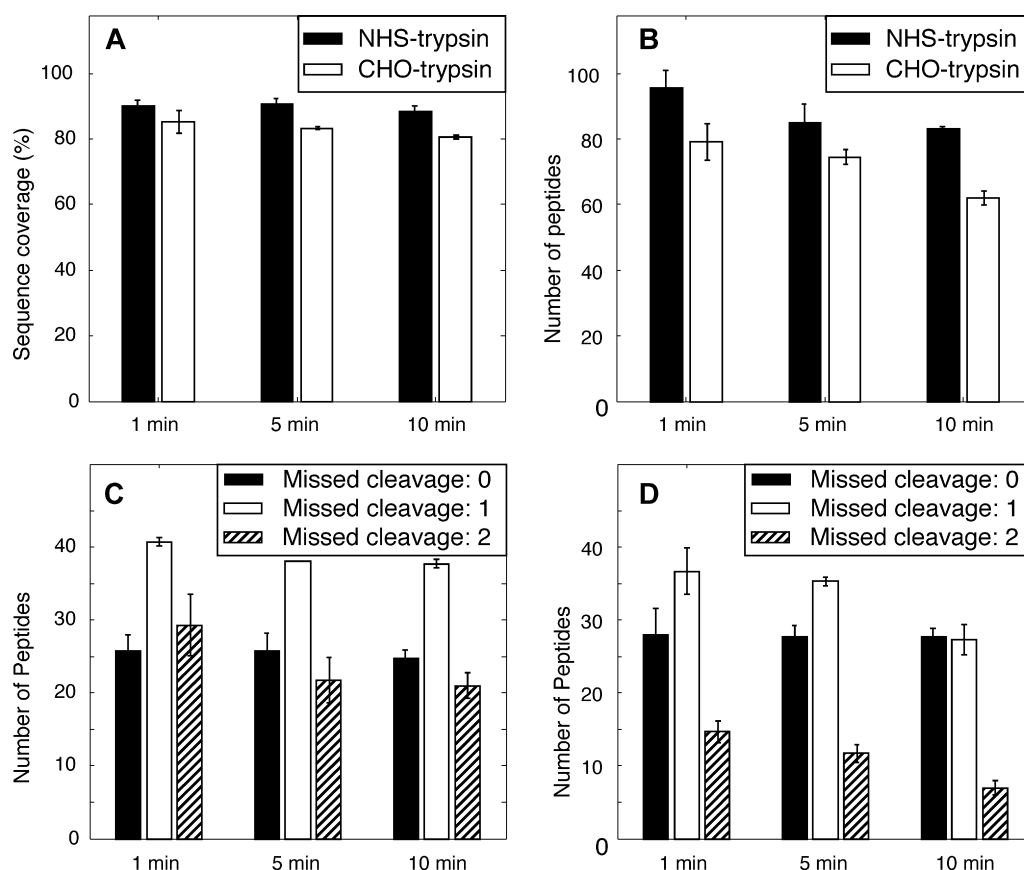 A
NHS-trypsin
CHO-trypsin
Sequence coverage (%)
100
80
60
40
20
0
1 min
5 min
10 min
B
NHS-trypsin
CHO-trypsin
Number of peptides
100
80
60
40
20
0
1 min
5 min
10 min
C
Missed cleavage: 0
Missed cleavage: 1
Missed cleavage: 2
Number of Peptides
40
30
20
10
0
1 min
5 min
10 min
D
Missed cleavage: 0
Missed cleavage: 1
Missed cleavage: 2
Number of Peptides
40
30
20
10
0
1 min
5 min
10 min